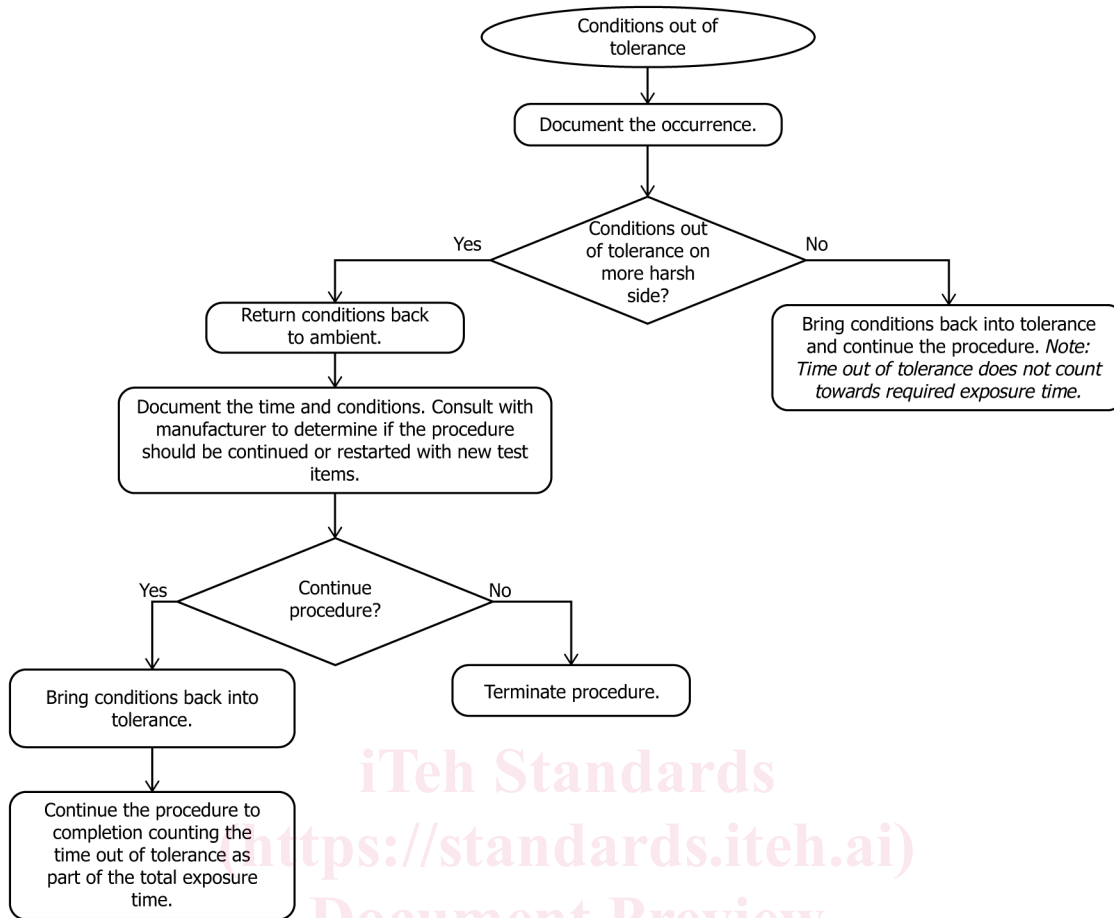 Conditions out of
tolerance
Document the occurrence.
Conditions out
of tolerance on
more harsh
side?
Yes
No
Return conditions back
to ambient.
Bring conditions back into tolerance
and continue the procedure. Note:
Time out of tolerance does not count
towards required exposure time.
Document the time and conditions. Consult with
manufacturer to determine if the procedure
should be continued or restarted with new test
items.
Continue
procedure?
Yes
No
Bring conditions back into
tolerance.
Terminate procedure.
Continue the procedure to
completion counting the
time out of tolerance as
part of the total exposure
time.
iTeh Standards
(https://standards.iteh.ai)
Document Preview